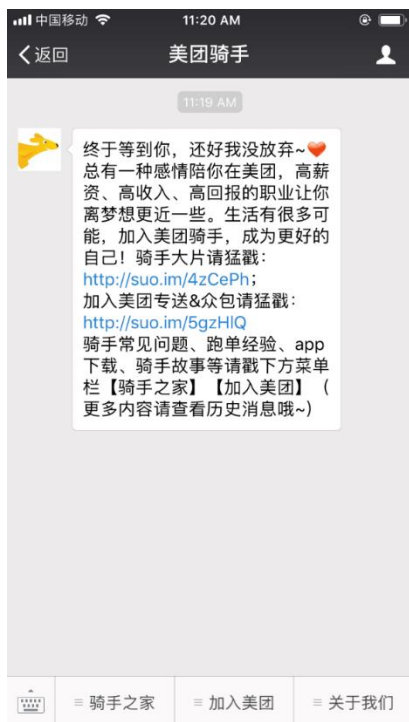 中国移动 11:20 AM
返回 美团骑手
11:19 AM
终于等到你，还好我没放弃~❤️
总有一种感情陪你在美团，高薪
资、高收入、高回报的职业让你
离梦想更近一些。生活有很多可
能，加入美团骑手，成为更好的
自己！骑手大片请猛戳：
http://suo.im/4zCePh；
加入美团专送&众包请猛戳：
http://suo.im/5gzHlQ
骑手常见问题、跑单经验、app
下载、骑手故事等请戳下方菜单
栏【骑手之家】【加入美团】（
更多内容请查看历史消息哦~）
骑手之家 加入美团 关于我们